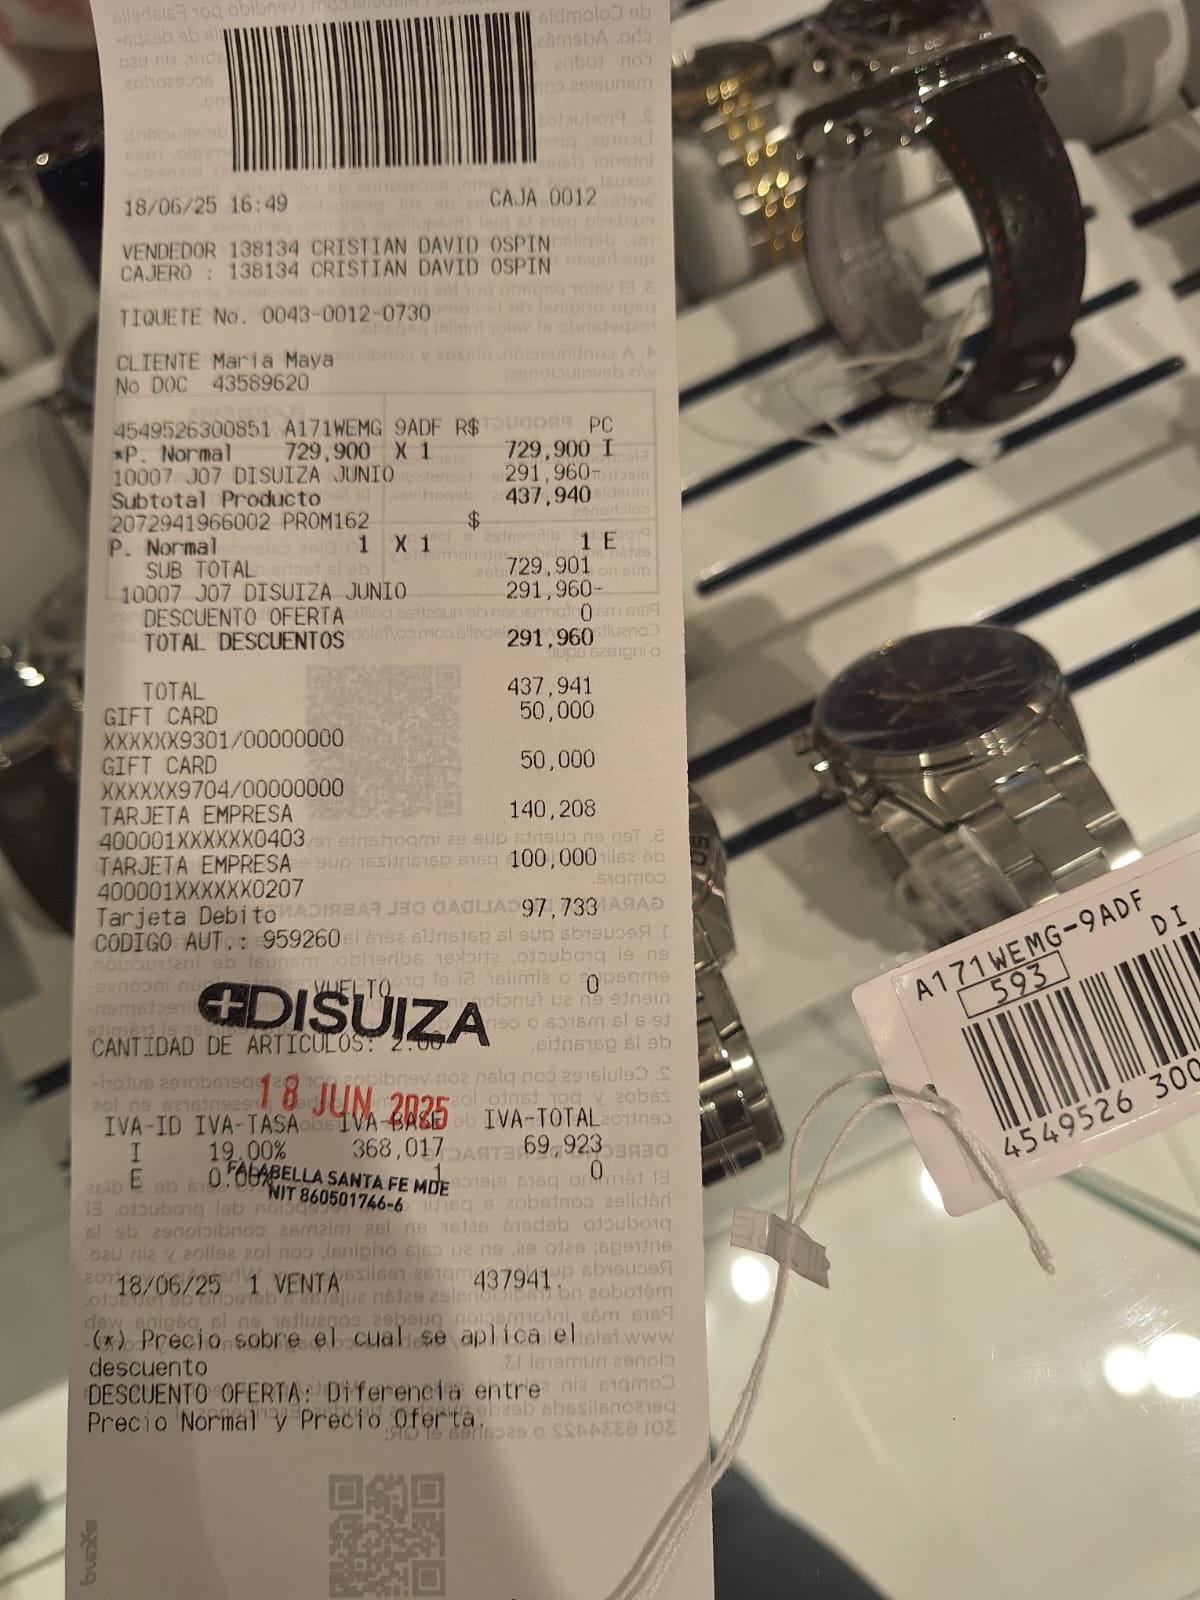 18/06/25 16:49 CAJA 0012
VENDEDOR 138134 CRISTIAN DAVID OSPIN
CAJERO : 138134 CRISTIAN DAVID OSPIN
TIQUETE No. 0043-0012-0730
CLIENTE Maria Maya
No DOC 43589620
4549526300851 A171WEMG 9ADF R$ PC
*P. Normal 729,900 X 1 729,900 I
10007 J07 DISUIZA JUNIO 291,960-
Subtotal Producto 437,940
2072941966002 PROM162 $
P. Normal 1 X 1 1 E
SUB TOTAL 729,901
10007 J07 DISUIZA JUNIO 291,960-
DESCUENTO OFERTA 0
TOTAL DESCUENTOS 291,960
TOTAL 437,941
GIFT CARD 50,000
XXXXXX9301/00000000
GIFT CARD 50,000
XXXXXX9704/00000000
TARJETA EMPRESA 140,208
400001XXXXXX0403
TARJETA EMPRESA 100,000
400001XXXXXX0207
Tarjeta Debito 97,733
CODIGO AUT.: 959260
VUELTO 0
DISUIZA
CANTIDAD DE ARTICULOS: 2.00
18 JUN 2025
IVA-ID IVA-TASA IVA-BASE IVA-TOTAL
I 19.00% 368,017 69,923
E 0.00% 1 0
FALABELLA SANTA FE MDE
NIT 860501746-6
18/06/25 1 VENTA 437941.
(*) Precio sobre el cual se aplica el
descuento
DESCUENTO OFERTA: Diferencia entre
Precio Normal y Precio Oferta.
A171WEMG-9ADF
593 DI
4549526 300